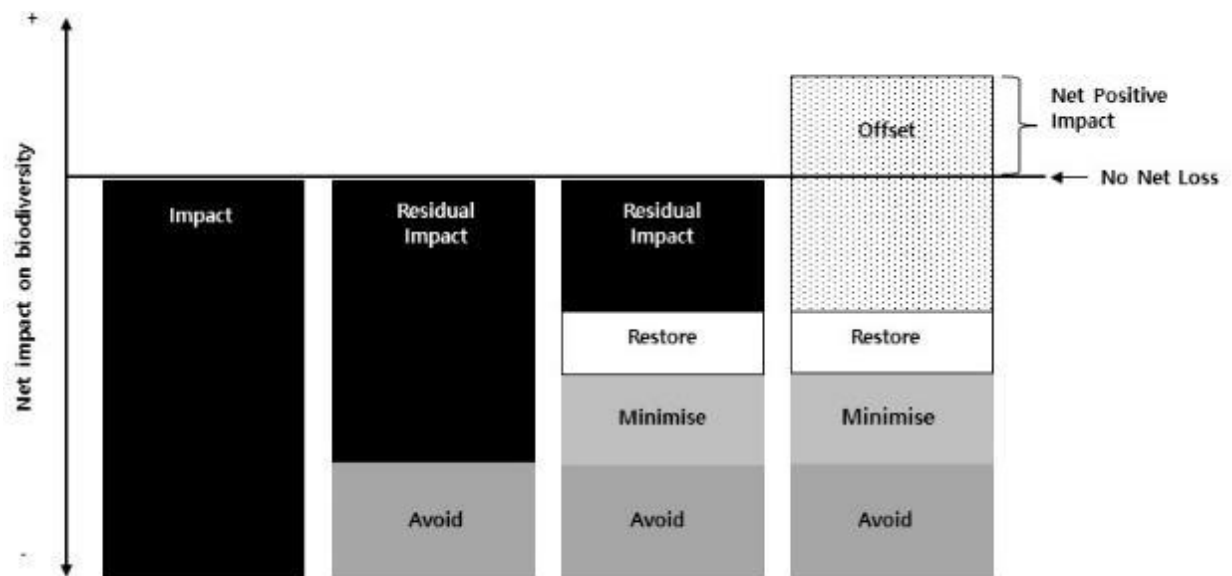 +
Net impact on biodiversity
-
Impact
Residual
Impact
Avoid
Residual
Impact
Restore
Minimise
Avoid
Offset
Restore
Minimise
Avoid
Net Positive
Impact
No Net Loss